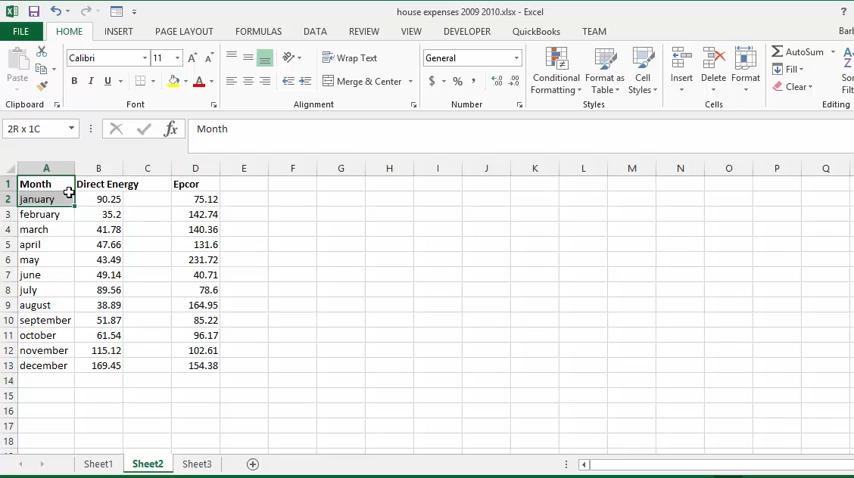 house expenses 2009 2010.xlsx - Excel
?
FILE HOME INSERT PAGE LAYOUT FORMULAS DATA REVIEW VIEW DEVELOPER QuickBooks TEAM
Paste
Calibri 11 A A
B I U A
Wrap Text
Merge & Center
General
$ % , .0 .00
Conditional Formatting
Format as Table
Cell Styles
Insert Delete Format
AutoSum
Fill
Clear
Clipboard Font Alignment Number Styles Cells Editing
2R x 1C fx Month
A B C D E F G H I J K L M N O P Q
1 Month Direct Energy Epcor
2 january 90.25 75.12
3 february 35.2 142.74
4 march 41.78 140.36
5 april 47.66 131.6
6 may 43.49 231.72
7 june 49.14 40.71
8 july 89.56 78.6
9 august 38.89 164.95
10 september 51.87 85.22
11 october 61.54 96.17
12 november 115.12 102.61
13 december 169.45 154.38
14
15
16
17
18
Sheet1 Sheet2 Sheet3